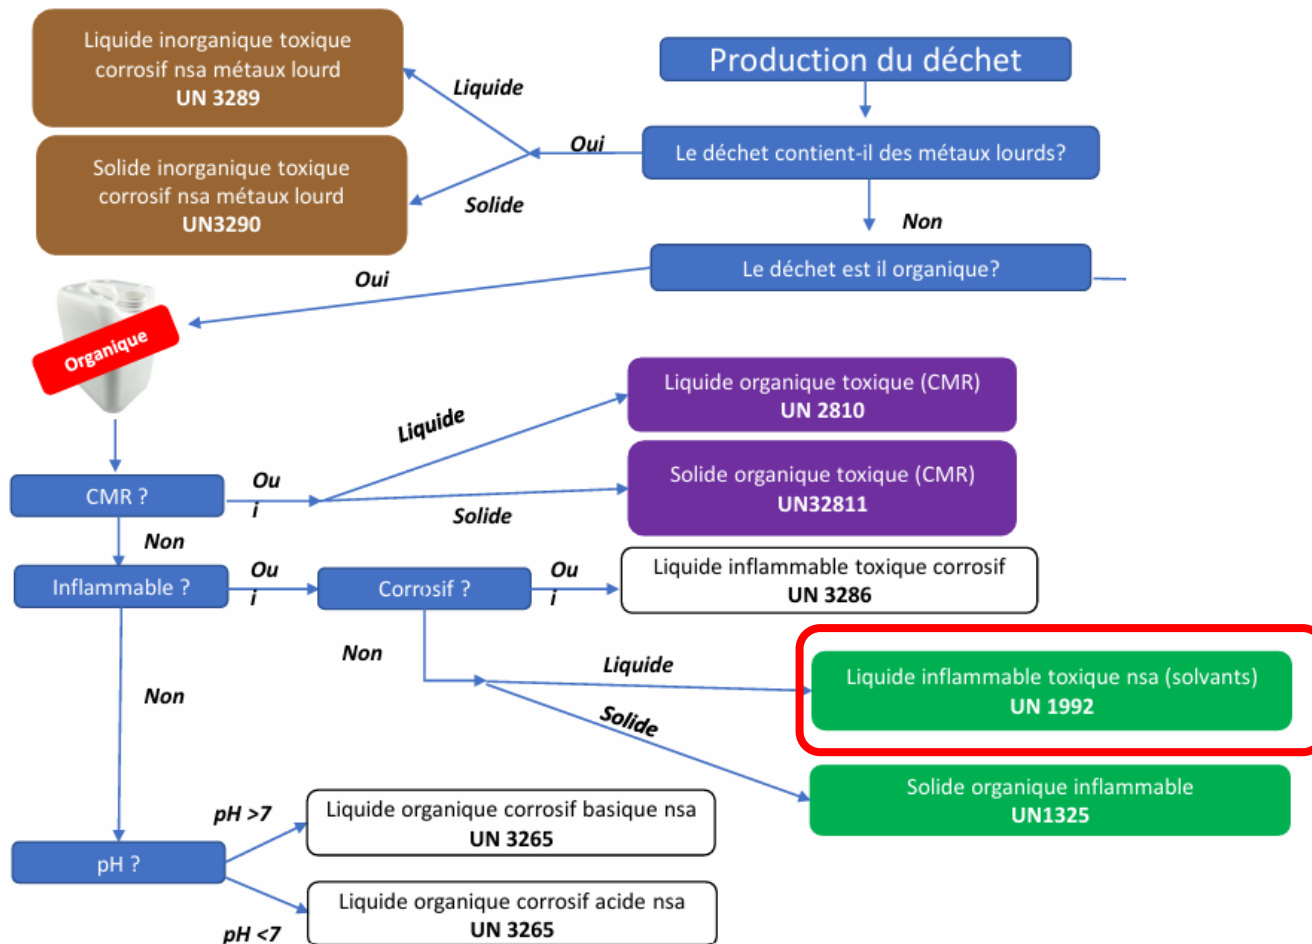 Production du déchet
Liquide inorganique toxique
corrosif nsa métaux lourd
UN 3289
Liquide
Oui
Le déchet contient-il des métaux lourds?
Solide inorganique toxique
corrosif nsa métaux lourd
UN3290
Solide
Non
Le déchet est il organique?
Oui
Organique
Liquide organique toxique (CMR)
UN 2810
Liquide
CMR ?
Ou
i
Solide organique toxique (CMR)
UN32811
Solide
Non
Inflammable ?
Ou
i
Corrosif ?
Ou
i
Liquide inflammable toxique corrosif
UN 3286
Non
Liquide
Liquide inflammable toxique nsa (solvants)
UN 1992
Non
Solide
Solide organique inflammable
UN1325
pH >7
Liquide organique corrosif basique nsa
UN 3265
pH ?
Liquide organique corrosif acide nsa
UN 3265
pH <7